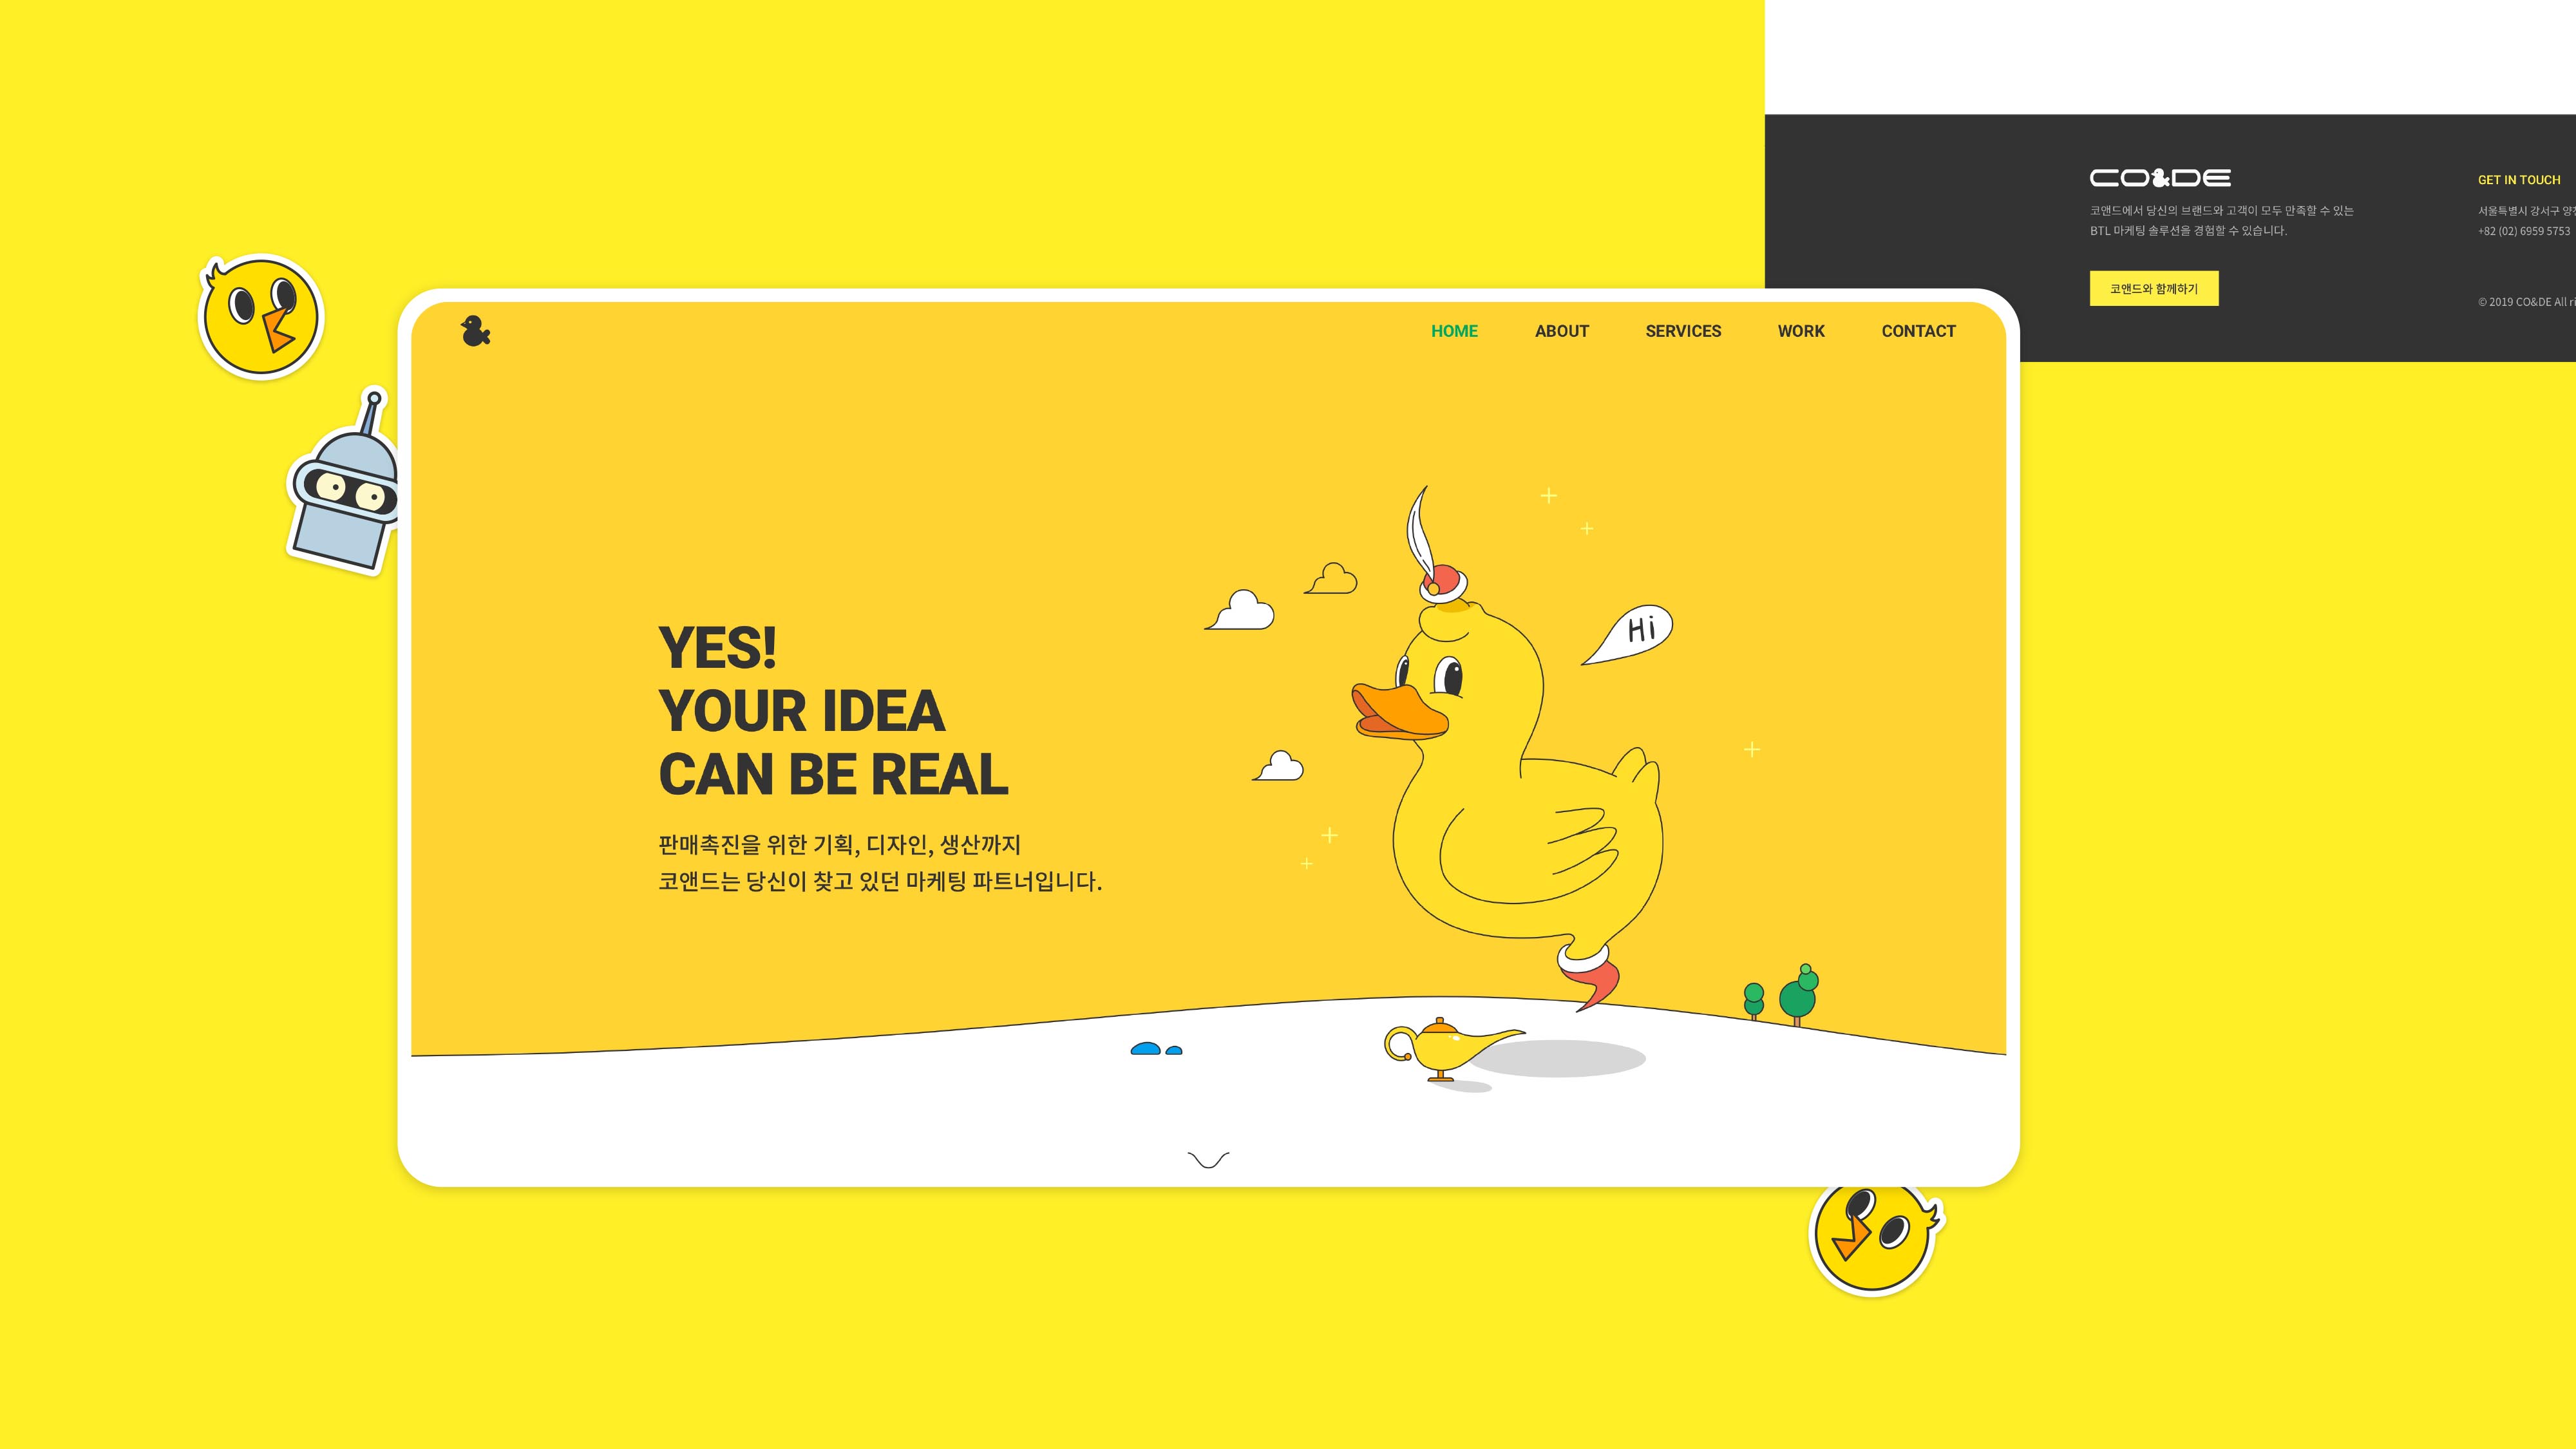 CO&DE
코앤드에서 당신의 브랜드와 고객이 모두 만족할 수 있는
BTL 마케팅 솔루션을 경험할 수 있습니다.
코앤드와 함께하기
GET IN TOUCH
서울특별시 강서구
+82 (02) 6959 5753
© 2019 CO&DE All
HOME ABOUT SERVICES WORK CONTACT
Hi
YES!
YOUR IDEA
CAN BE REAL
판매촉진을 위한 기획, 디자인, 생산까지
코앤드는 당신이 찾고 있던 마케팅 파트너입니다.